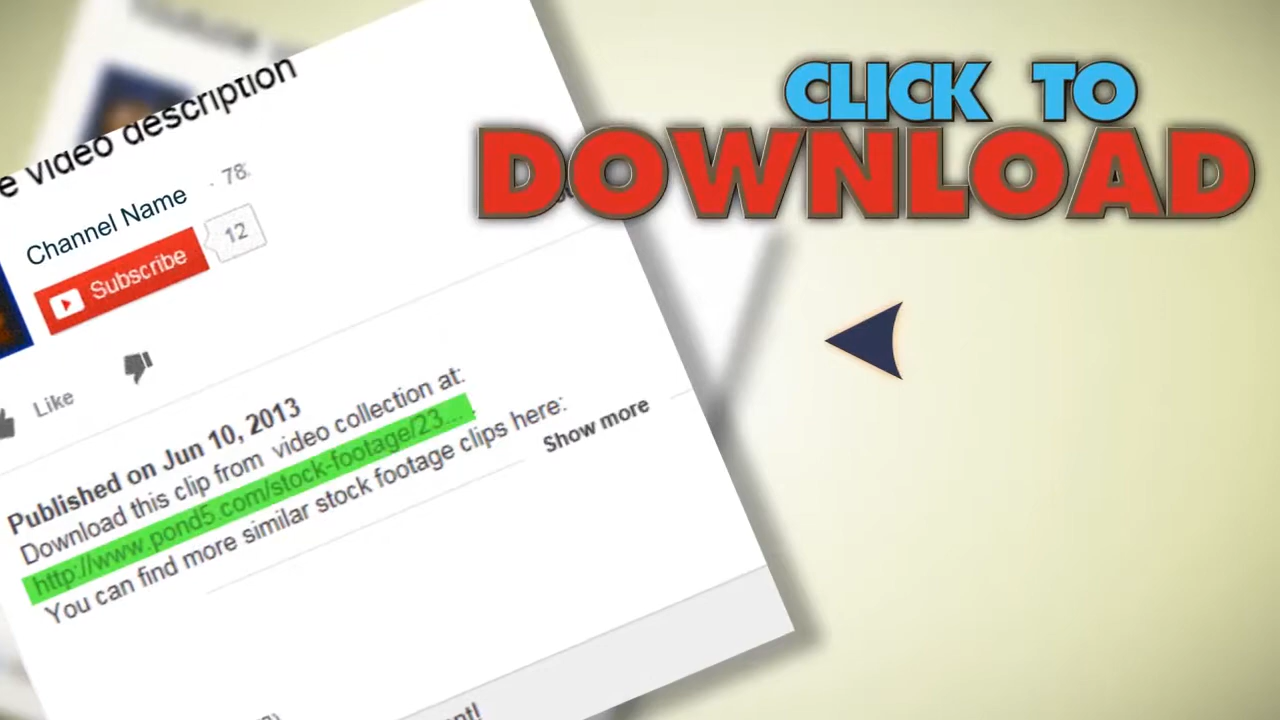 CLICK TO
DOWNLOAD
e video description
Channel Name
78
Subscribe
12
Like
Published on Jun 10, 2013
Download this clip from video collection at:
http://www.pond5.com/stock-footage/23... .
You can find more similar stock footage clips here:
Show more